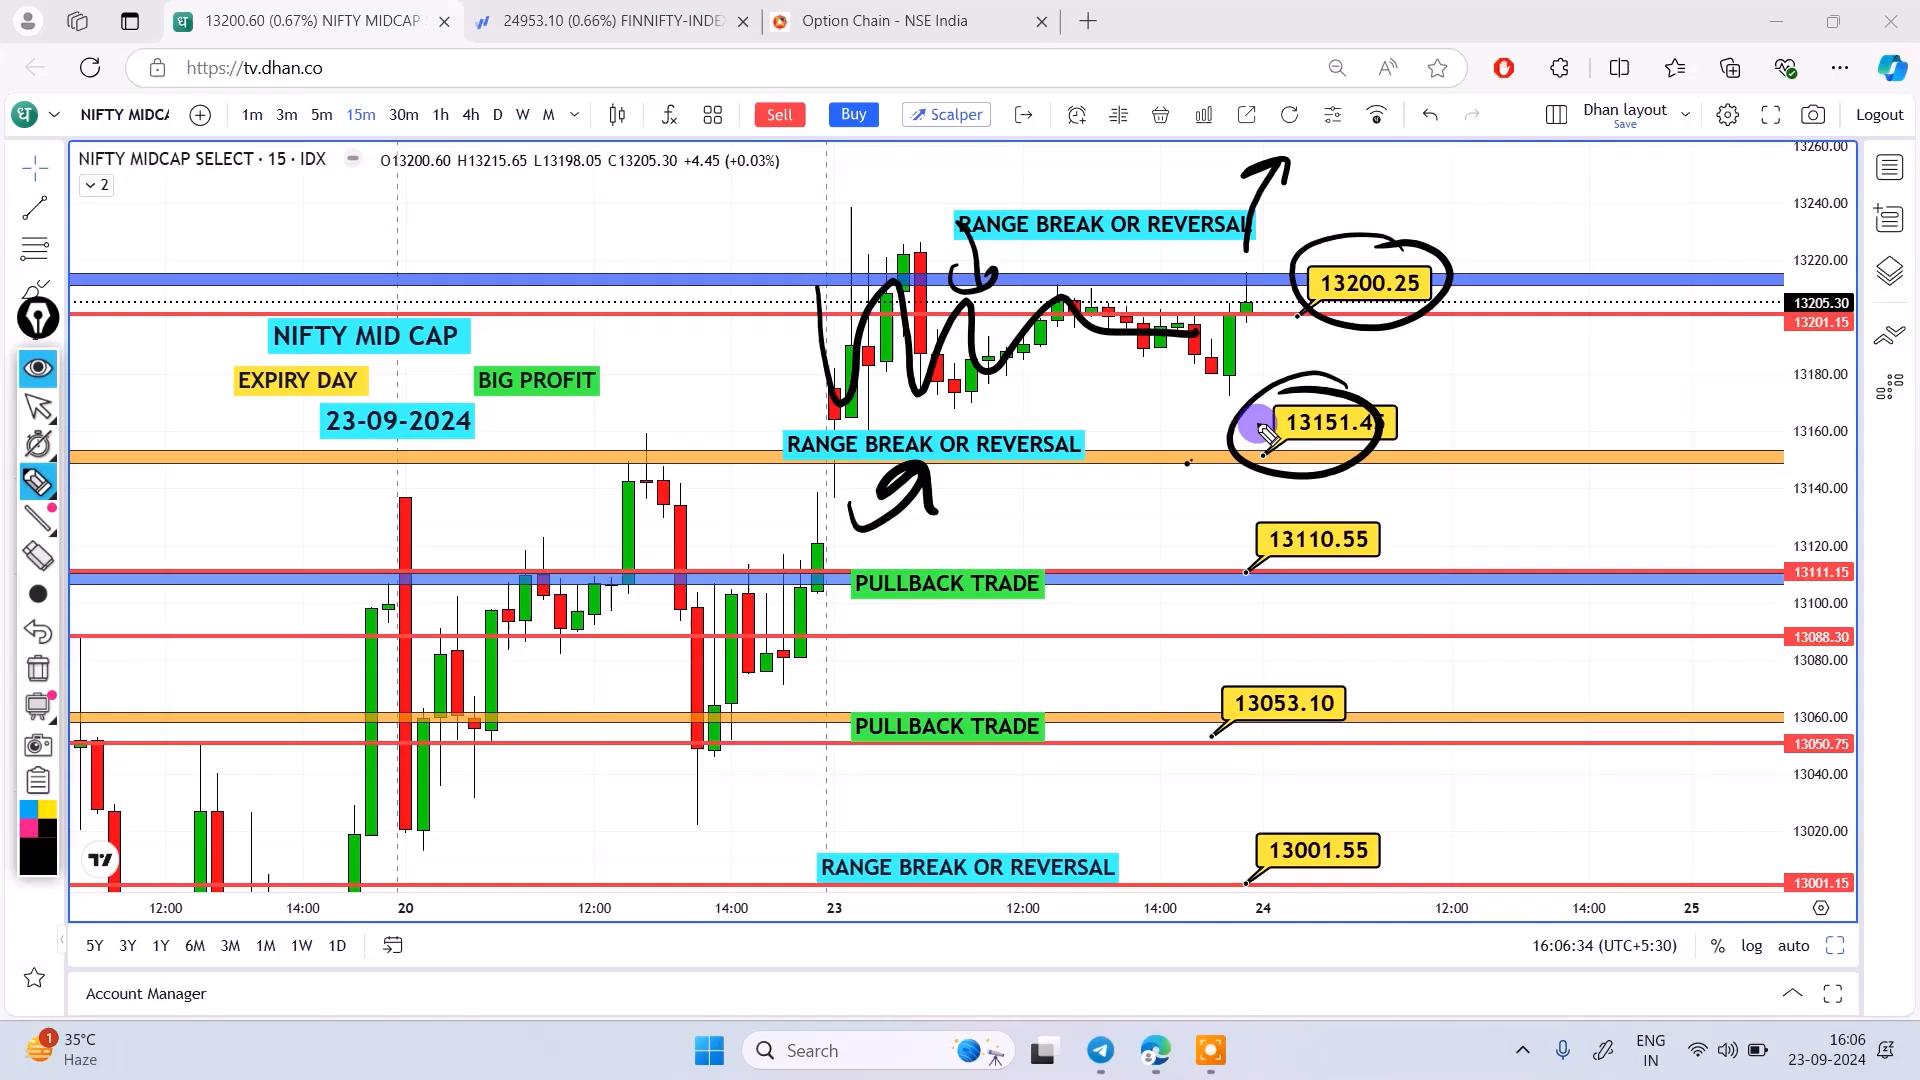 13200.60 (0.67%) NIFTY MIDCAP
24953.10 (0.66%) FINNIFTY-INDE
Option Chain - NSE India
https://tv.dhan.co
ध NIFTY MIDCA 1m 3m 5m 15m 30m 1h 4h D W M Sell Buy Scalper Dhan layout Save Logout
NIFTY MIDCAP SELECT · 15 · IDX O13200.60 H13215.65 L13198.05 C13205.30 +4.45 (+0.03%)
2
13260.00
13240.00
RANGE BREAK OR REVERSAL
13220.00
13200.25
13205.30
13201.15
NIFTY MID CAP
EXPIRY DAY BIG PROFIT
13180.00
23-09-2024
13151.45
RANGE BREAK OR REVERSAL
13160.00
13140.00
13110.55
13120.00
13111.15
PULLBACK TRADE
13100.00
13088.30
13080.00
13053.10
13060.00
PULLBACK TRADE
13050.75
13040.00
13020.00
13001.55
RANGE BREAK OR REVERSAL
13001.15
12:00 14:00 20 12:00 14:00 23 12:00 14:00 24 12:00 14:00 25
5Y 3Y 1Y 6M 3M 1M 1W 1D 16:06:34 (UTC+5:30) % log auto
Account Manager
1
35°C
Haze
Search
ENG
IN
16:06
23-09-2024